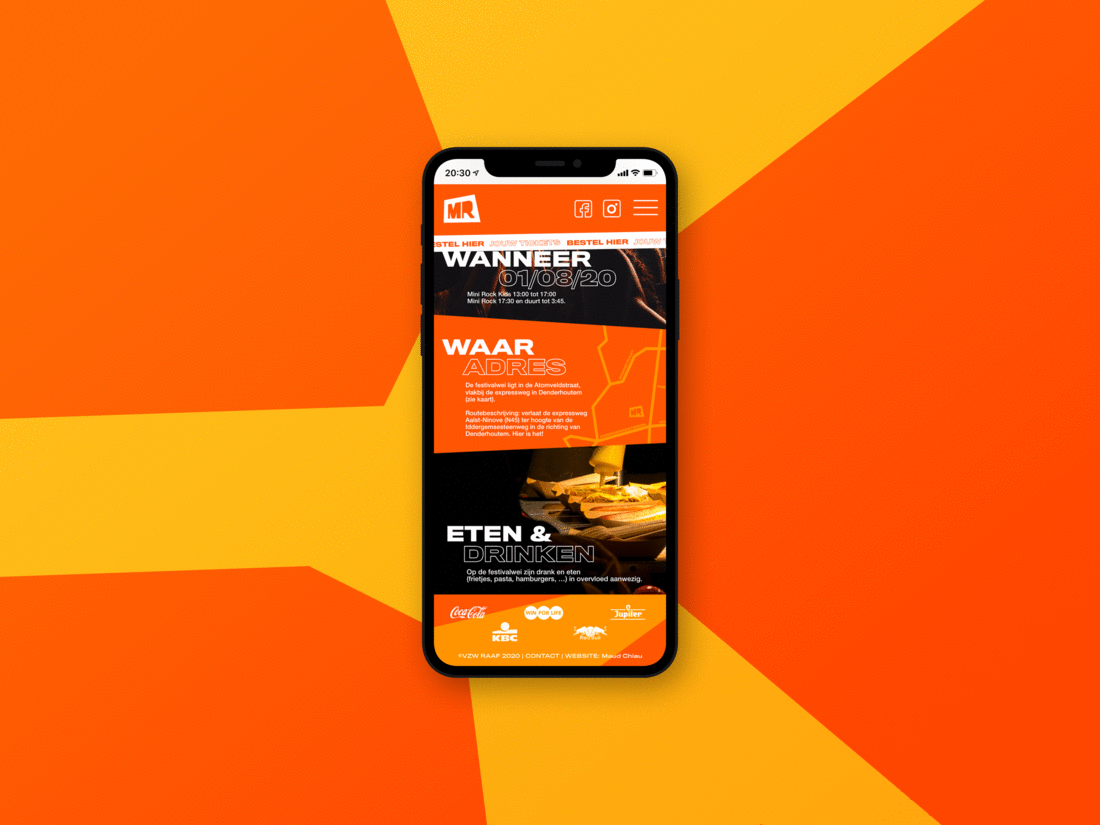 20:30
MR
ESTEL HIER JOUW TICKETS BESTEL HIER JOUW T
WANNEER
01/08/20
Mini Rock Kids 13:00 tot 17:00
Mini Rock 17:30 en duurt tot 3:45.
WAAR
ADRES
De festivalwei ligt in de Atomveldstraat,
vlakbij de expressweg in Denderhoutem
(zie kaart).
Routebeschrijving: verlaat de expressweg
Aalst-Ninove (N45) ter hoogte van de
Iddergemsesteenweg in de richting van
Denderhoutem. Hier is het!
MR
ETEN &
DRINKEN
Op de festivalwei zijn drank en eten
(frietjes, pasta, hamburgers, ...) in overvloed aanwezig.
Coca-Cola WIN FOR LIFE Jupiler
KBC Red Bull
©VZW RAAF 2020 | CONTACT | WEBSITE: Maud Chiau